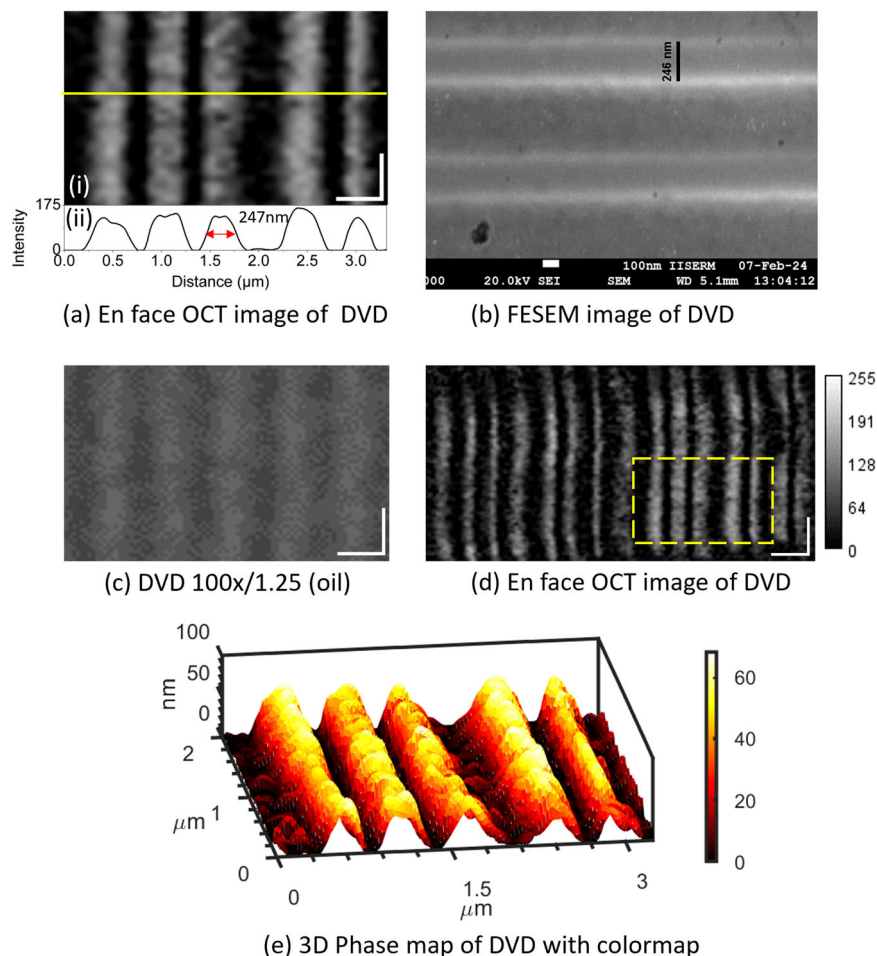 (i)
(ii)
247nm
Intensity
175
0
0.0 0.5 1.0 1.5 2.0 2.5 3.0
Distance (μm)
(a) En face OCT image of DVD
246 nm
100nm IISERM 07-Feb-24
000 20.0kV SEI SEM WD 5.1mm 13:04:12
(b) FESEM image of DVD
(c) DVD 100x/1.25 (oil)
255
191
128
64
0
(d) En face OCT image of DVD
100
50
0
nm
2
1
0
μm
0
1.5
3
μm
60
40
20
0
(e) 3D Phase map of DVD with colormap